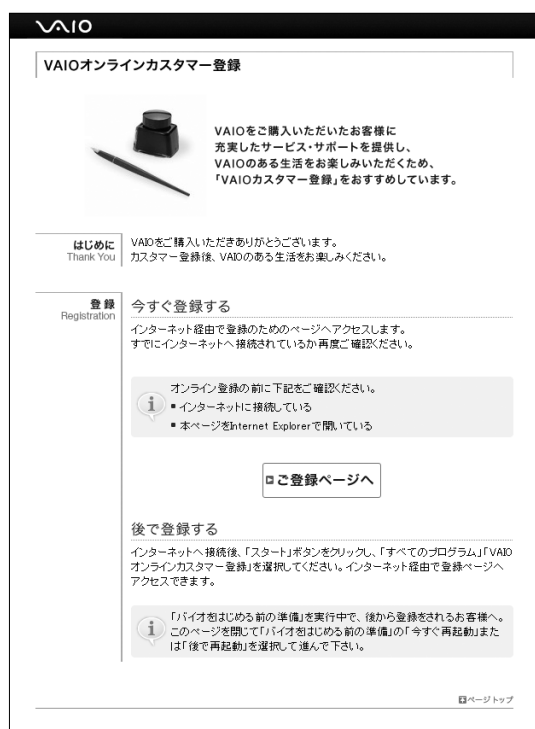 VAIO
VAIOオンラインカスタマー登録
VAIOをご購入いただいたお客様に
充実したサービス・サポートを提供し、
VAIOのある生活をお楽しみいただくため、
「VAIOカスタマー登録」をおすすめしています。
はじめに
Thank You
VAIOをご購入いただきありがとうございます。
カスタマー登録後、VAIOのある生活をお楽しみください。
登録
Registration
今すぐ登録する
インターネット経由で登録のためのページへアクセスします。
すでにインターネットへ接続されているか再度ご確認ください。
オンライン登録の前に下記をご確認ください。
■ インターネットに接続している
■ 本ページをInternet Explorerで開いている
ご登録ページへ
後で登録する
インターネットへ接続後、「スタート」ボタンをクリックし、「すべてのプログラム」「VAIO
オンラインカスタマー登録」を選択してください。インターネット経由で登録ページへ
アクセスできます。
「バイオをはじめる前の準備」を実行中で、後から登録をされるお客様へ。
このページを閉じて「バイオをはじめる前の準備」の「今すぐ再起動」また
は「後で再起動」を選択して進んで下さい。
ページトップ